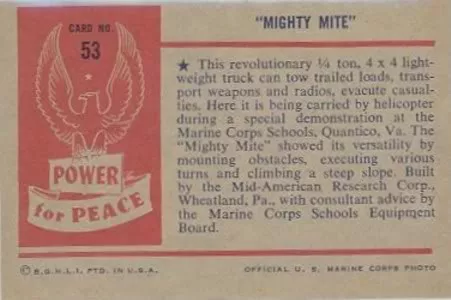 CARD NO.
53
POWER
for PEACE
"MIGHTY MITE"
★ This revolutionary ¼ ton, 4 x 4 light-
weight truck can tow trailed loads, trans-
port weapons and radios, evacute casual-
ties. Here it is being carried by helicopter
during a special demonstration at the
Marine Corps Schools, Quantico, Va. The
"Mighty Mite" showed its versatility by
mounting obstacles, executing various
turns and climbing a steep slope. Built
by the Mid-American Research Corp.,
Wheatland, Pa., with consultant advice by
the Marine Corps Schools Equipment
Board.
© B.G.H.L.I. PTD. IN U.S.A.
OFFICIAL U. S. MARINE CORPS PHOTO